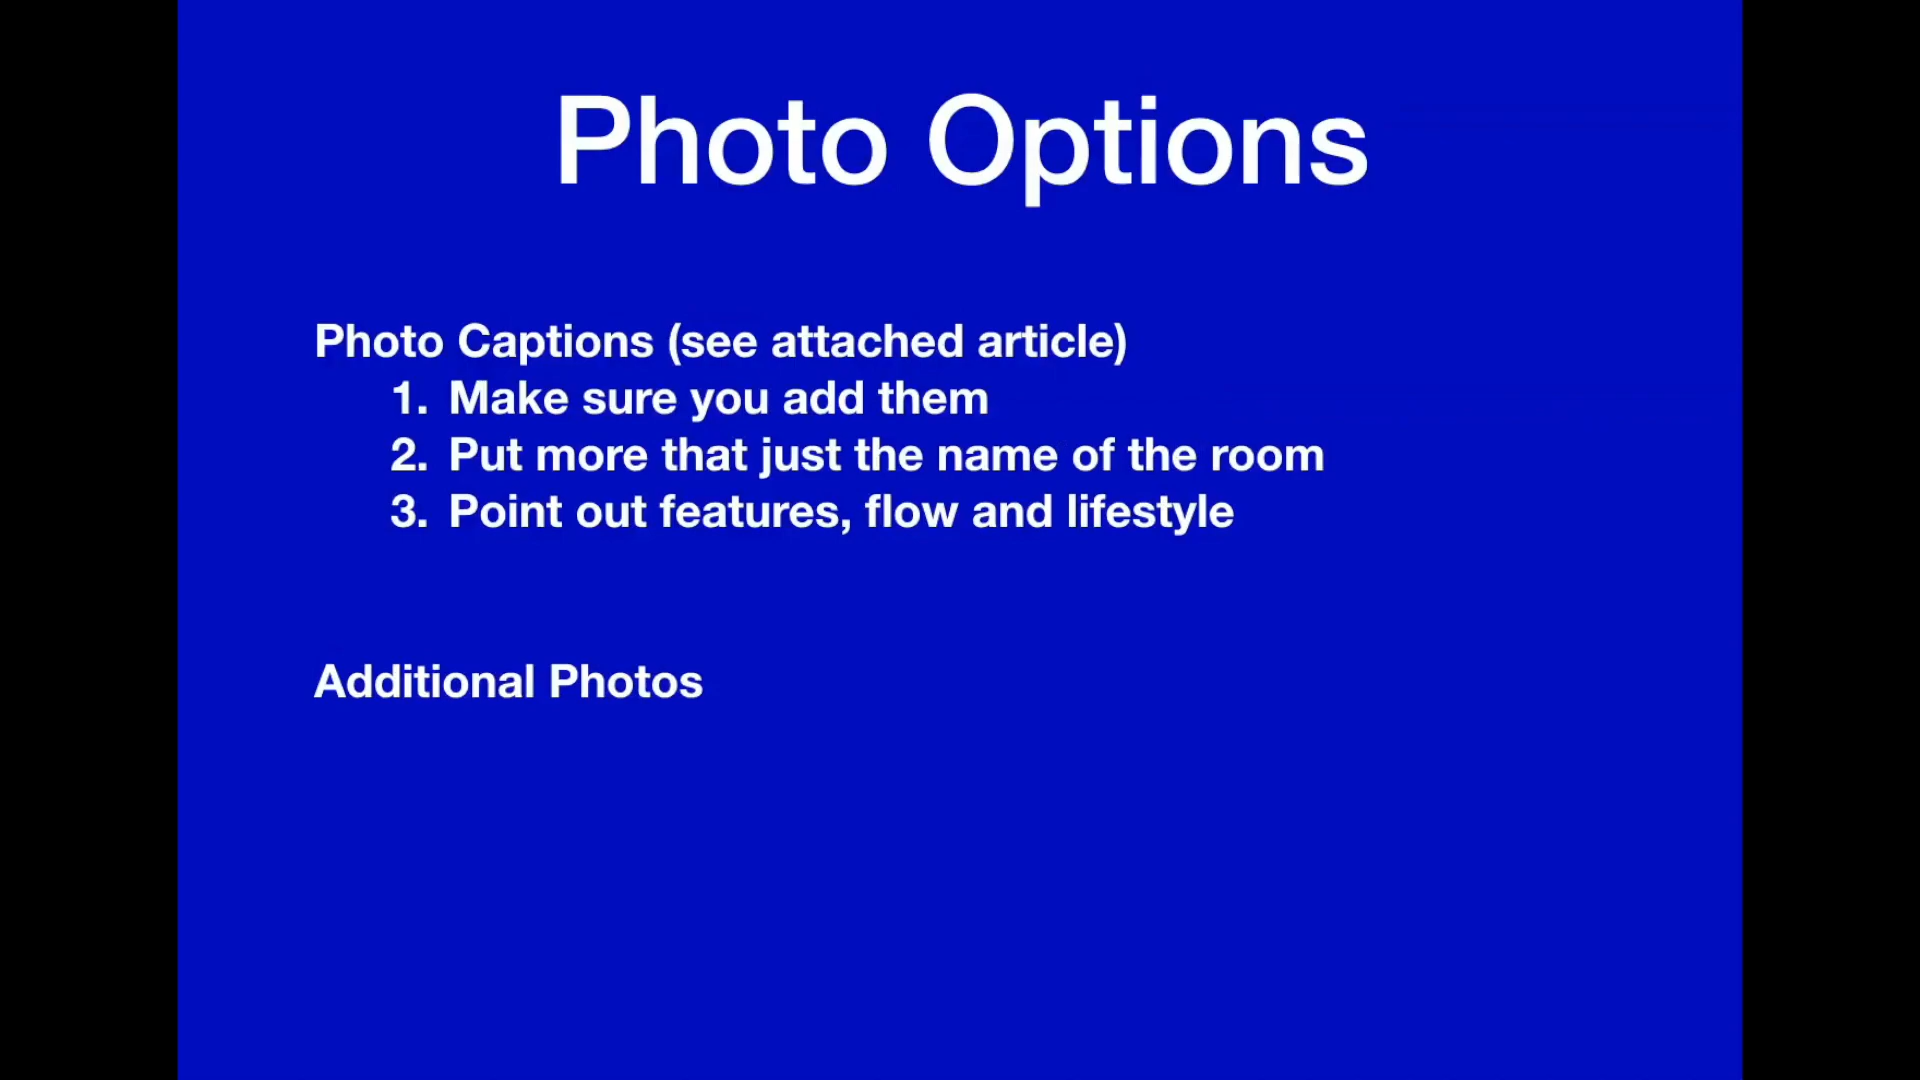 Photo Options
Photo Captions (see attached article)
1. Make sure you add them
2. Put more that just the name of the room
3. Point out features, flow and lifestyle
Additional Photos